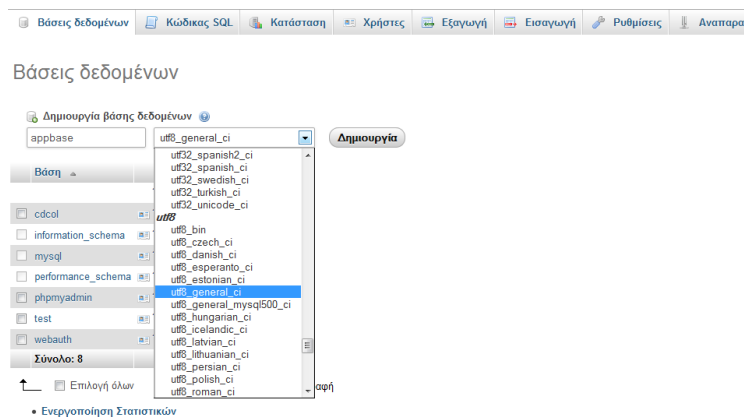 Βάσεις δεδομένων Κώδικας SQL Κατάσταση Χρήστες Εξαγωγή Εισαγωγή Ρυθμίσεις
Βάσεις δεδομένων
Δημιουργία βάσης δεδομένων
appbase utf8_general_ci Δημιουργία
utf32_spanish2_ci
Βάση utf32_spanish_ci
utf32_swedish_ci
utf32_turkish_ci
utf32_unicode_ci
cdcol utf8
utf8_bin
information_schema utf8_czech_ci
mysql utf8_danish_ci
utf8_esperanto_ci
performance_schema utf8_estonian_ci
phpmyadmin utf8_general_ci
utf8_general_mysql500_ci
test utf8_hungarian_ci
utf8_icelandic_ci
webauth utf8_latvian_ci
Σύνολο: 8 utf8_lithuanian_ci
utf8_persian_ci
Επιλογή όλων utf8_polish_ci
utf8_roman_ci
Ενεργοποίηση Στατιστικών